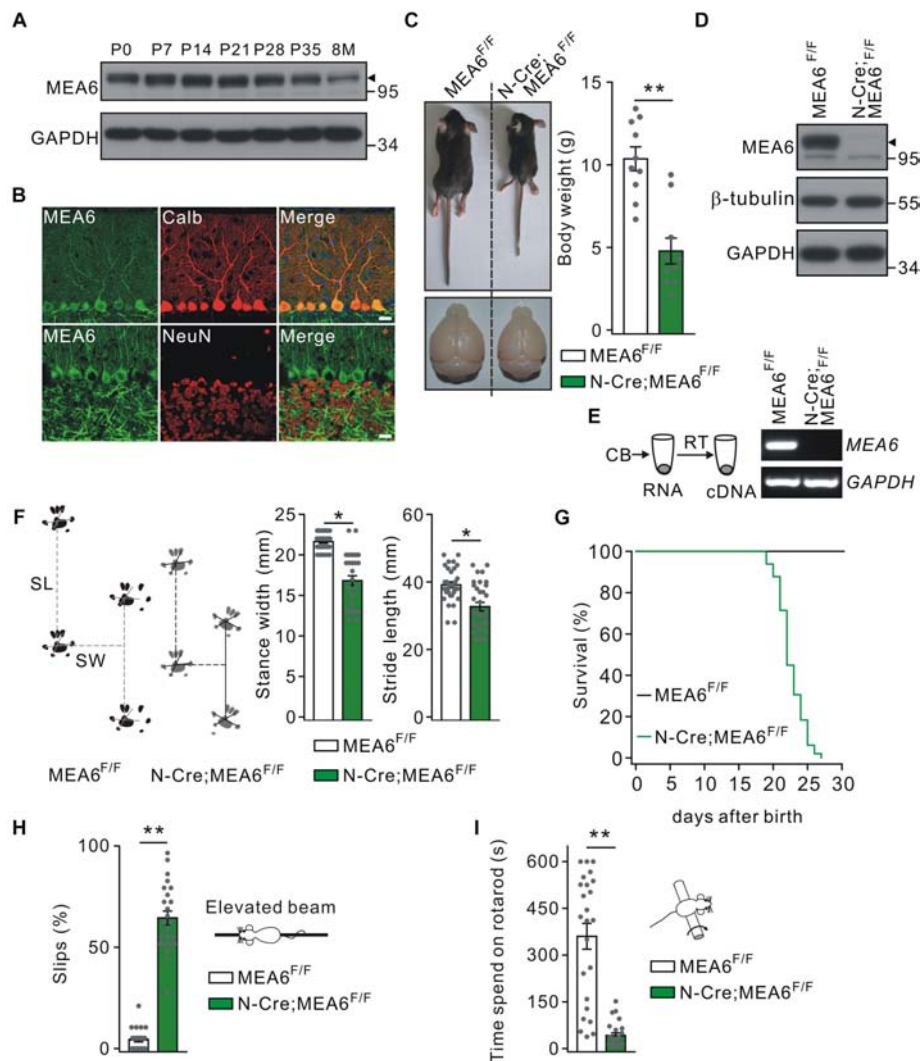 A
P0 P7 P14 P21 P28 P35 8M
MEA6
95
GAPDH
34
B
MEA6 Calb Merge
MEA6 NeuN Merge
C
MEA6F/F
N-Cre;
MEA6F/F
Body weight (g)
15
10
5
0
**
MEA6F/F
N-Cre;MEA6F/F
D
MEA6F/F
N-Cre;
MEA6F/F
MEA6
95
β-tubulin
55
GAPDH
34
E
CB
RNA
RT
cDNA
MEA6F/F
N-Cre;
MEA6F/F
MEA6
GAPDH
F
SL
SW
MEA6F/F
N-Cre;MEA6F/F
Stance width (mm)
25
20
15
10
5
0
*
Stride length (mm)
60
40
20
0
*
MEA6F/F
N-Cre;MEA6F/F
G
Survival (%)
100
80
60
40
20
0
MEA6F/F
N-Cre;MEA6F/F
0 5 10 15 20 25 30
days after birth
H
Slips (%)
100
50
0
**
Elevated beam
MEA6F/F
N-Cre;MEA6F/F
I
Time spend on rotarod (s)
600
450
300
150
0
**
MEA6F/F
N-Cre;MEA6F/F